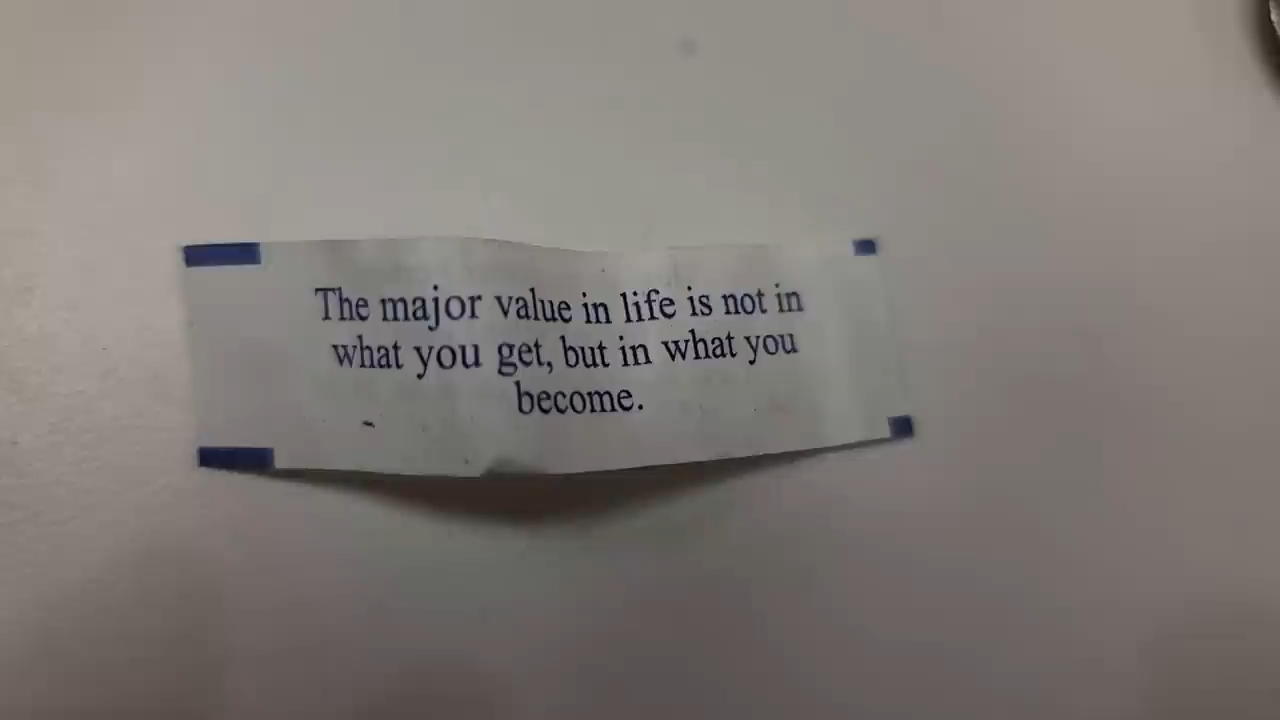 The major value in life is not in
what you get, but in what you
become.